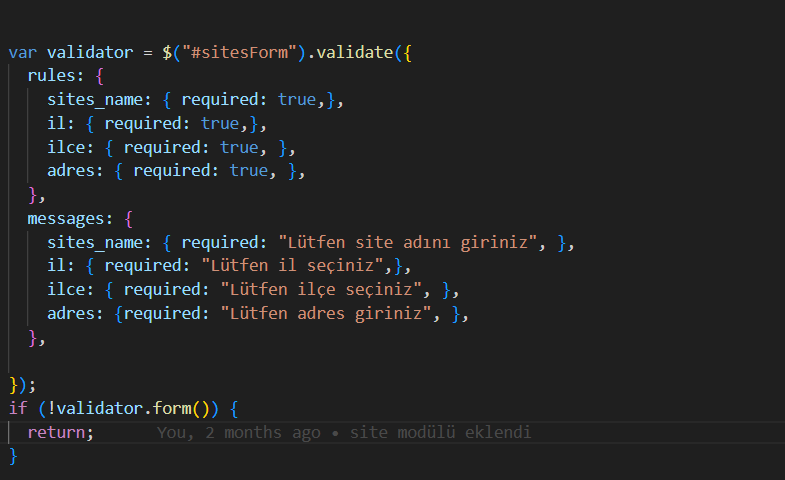 var validator = $("#sitesForm").validate({
rules: {
sites_name: { required: true,},
il: { required: true,},
ilce: { required: true, },
adres: { required: true, },
},
messages: {
sites_name: { required: "Lütfen site adını giriniz", },
il: { required: "Lütfen il seçiniz",},
ilce: { required: "Lütfen ilçe seçiniz", },
adres: {required: "Lütfen adres giriniz", },
},
});
if (!validator.form()) {
return; You, 2 months ago • site modülü eklendi
}